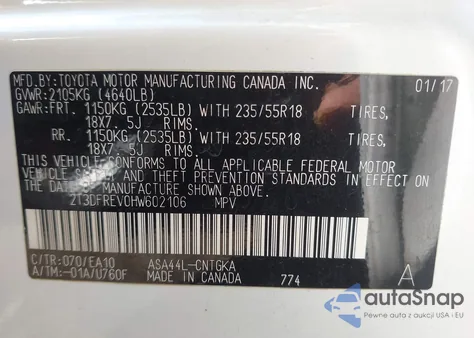 MFD.BY:TOYOTA MOTOR MANUFACTURING CANADA INC. 01/17
GVWR:2105KG (4640LB)
GAWR:FRT. 1150KG (2535LB) WITH 235/55R18 TIRES,
18X7. 5J RIMS.
RR. 1150KG (2535LB) WITH 235/55R18 TIRES,
18X7. 5J RIMS.
THIS VEHICLE CONFORMS TO ALL APPLICABLE FEDERAL MOTOR
VEHICLE SAFETY AND THEFT PREVENTION STANDARDS IN EFFECT
ON THE DATE OF MANUFACTURE SHOWN ABOVE.
2T3DFREV0HW602106 MPV
C/TR:070/EA10 ASA44L-CNTGKA A
A/TM:-01A/U760F MADE IN CANADA 774
autoSnap
Pewne auta z aukcji USA i EU